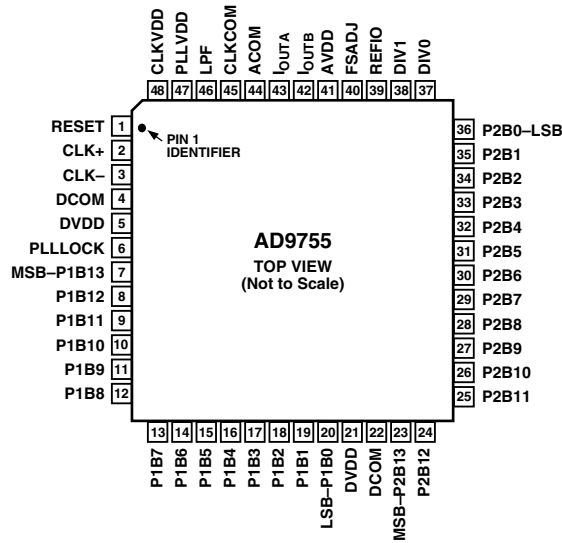 CLKVDD
PLLVDD
LPF
CLKCOM
ACOM
IOUTA
IOUTB
AVDD
FSADJ
REFIO
DIV1
DIV0
48 47 46 45 44 43 42 41 40 39 38 37
RESET 1
CLK+ 2
CLK– 3
DCOM 4
DVDD 5
PLLLOCK 6
MSB–P1B13 7
P1B12 8
P1B11 9
P1B10 10
P1B9 11
P1B8 12
PIN 1
IDENTIFIER
AD9755
TOP VIEW
(Not to Scale)
36 P2B0–LSB
35 P2B1
34 P2B2
33 P2B3
32 P2B4
31 P2B5
30 P2B6
29 P2B7
28 P2B8
27 P2B9
26 P2B10
25 P2B11
13 14 15 16 17 18 19 20 21 22 23 24
P1B7
P1B6
P1B5
P1B4
P1B3
P1B2
P1B1
LSB–P1B0
DVDD
DCOM
MSB–P2B13
P2B12